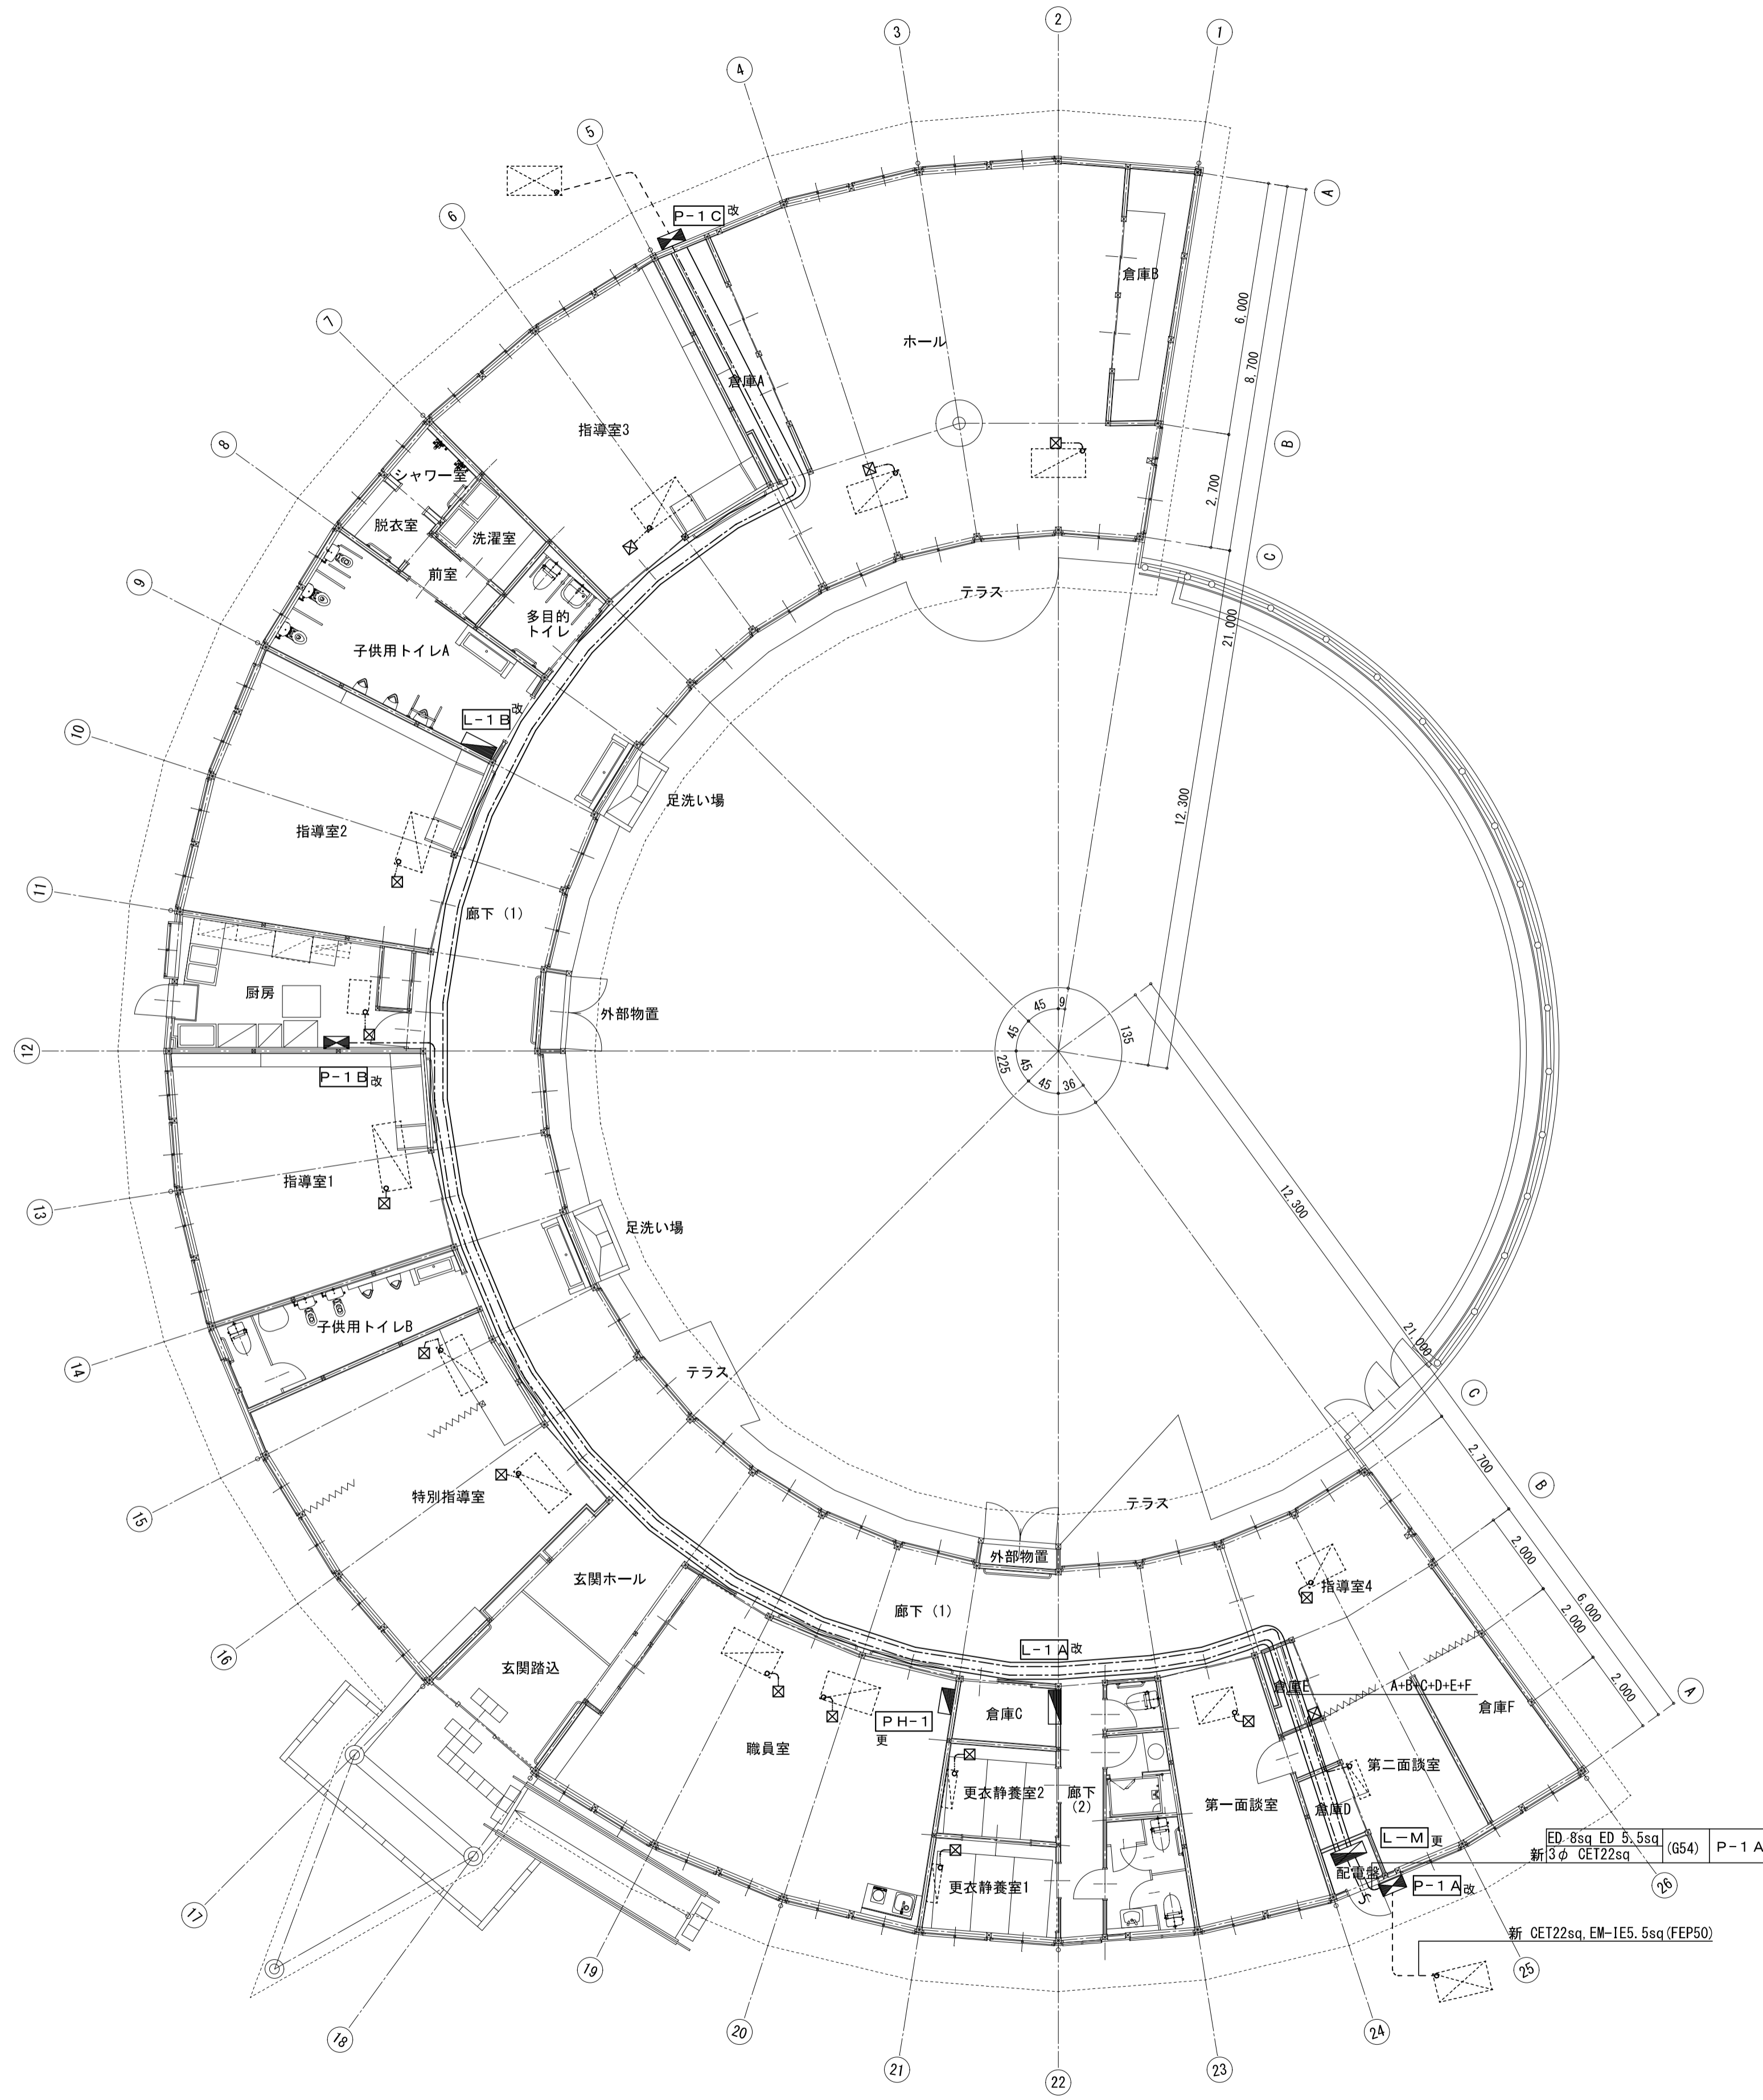 2
3
1
4
5
A
P-1C 改
6
倉庫B
6,000
7
ホール
8,700
倉庫A
指導室3
8
B
シャワー室
2,700
脱衣室
洗濯室
C
前室
9
テラス
多目的
トイレ
21,000
子供用トイレA
L-1B 改
10
足洗い場
12,300
指導室2
11
廊下 (1)
厨房
外部物置
45
9
45
135
12
225
45
45
36
P-1B 改
指導室1
12,300
13
足洗い場
子供用トイレB
21,000
14
テラス
C
2,700
特別指導室
B
15
テラス
2,000
外部物置
玄関ホール
指導室4
6,000
廊下 (1)
2,000
16
L-1A 改
玄関踏込
倉庫E
A+B+C+D+E+F
2,000
A
倉庫F
倉庫C
PH-1
更
職員室
第二面談室
更衣静養室2
廊下
(2)
第一面談室
倉庫D
L-M 更
ED 8sq ED 5.5sq
新 3φ CET22sq
(G54)
P-1A
配電盤
P-1A 改
更衣静養室1
26
17
新 CET22sq, EM-IE5.5sq(FEP50)
19
25
18
20
24
21
23
22